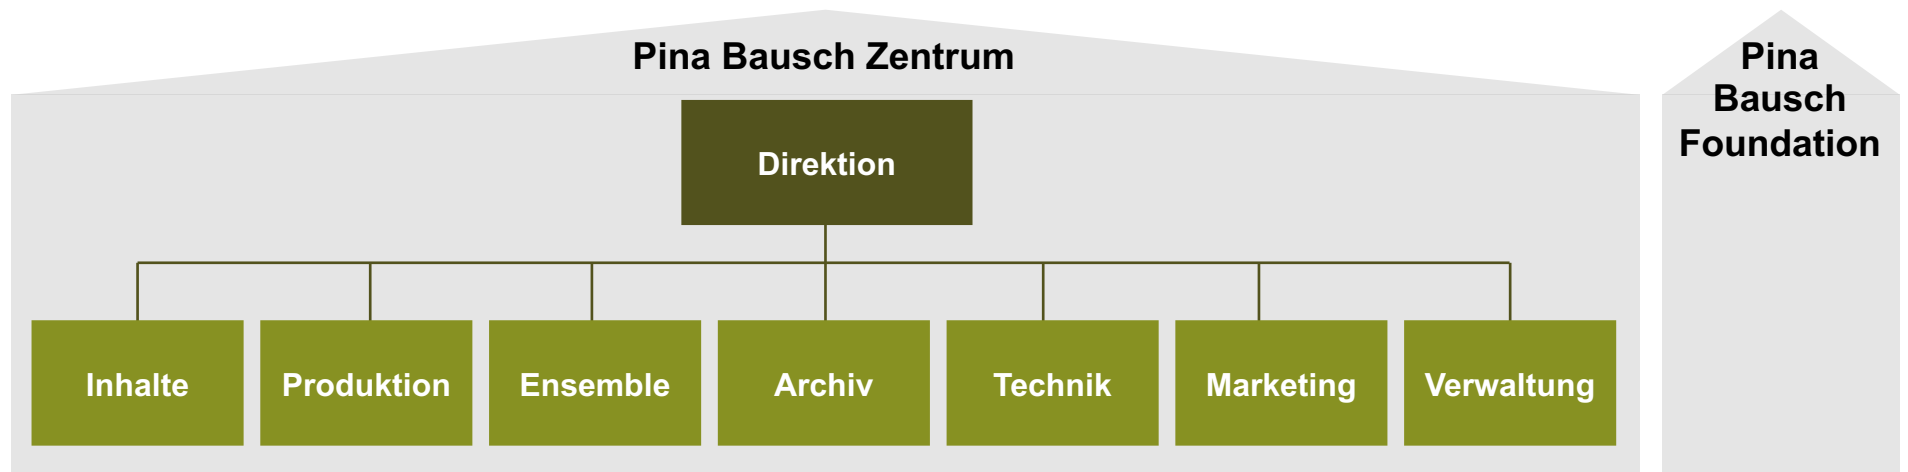 Pina Bausch Zentrum
Pina
Bausch
Foundation
Direktion
Inhalte
Produktion
Ensemble
Archiv
Technik
Marketing
Verwaltung